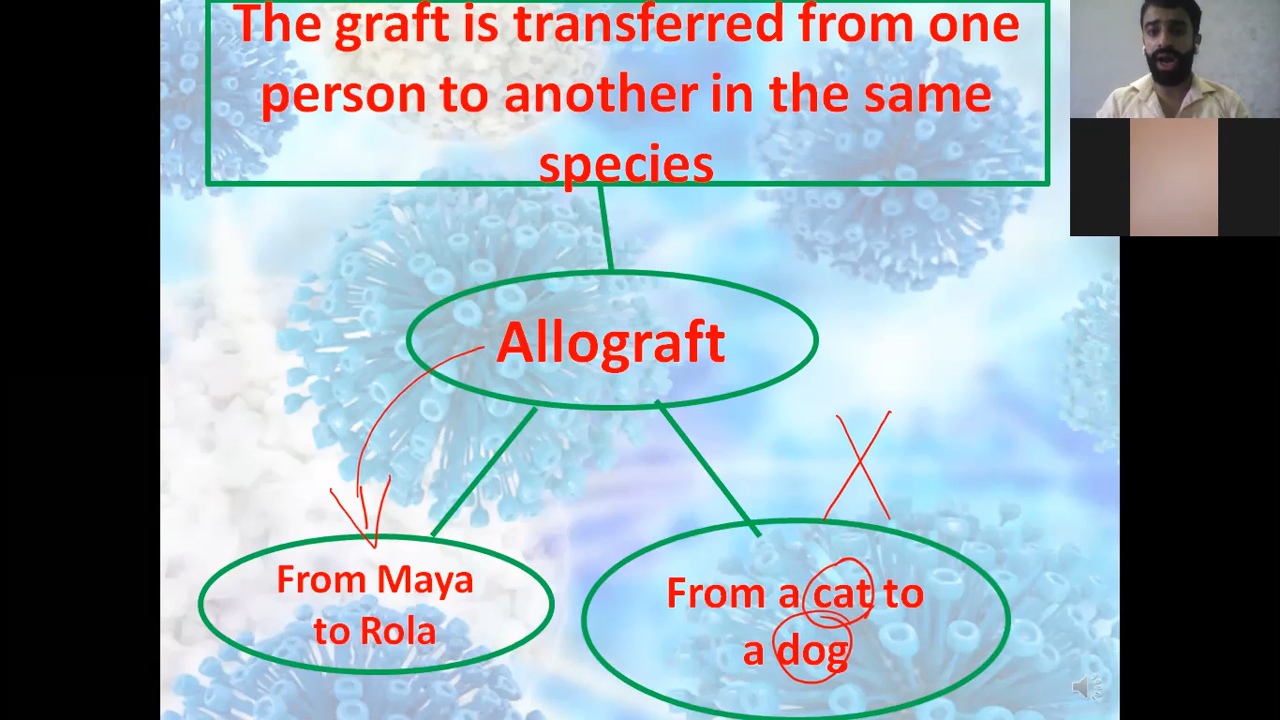 The graft is transferred from one
person to another in the same
species
Allograft
From Maya
to Rola
From a cat to
a dog